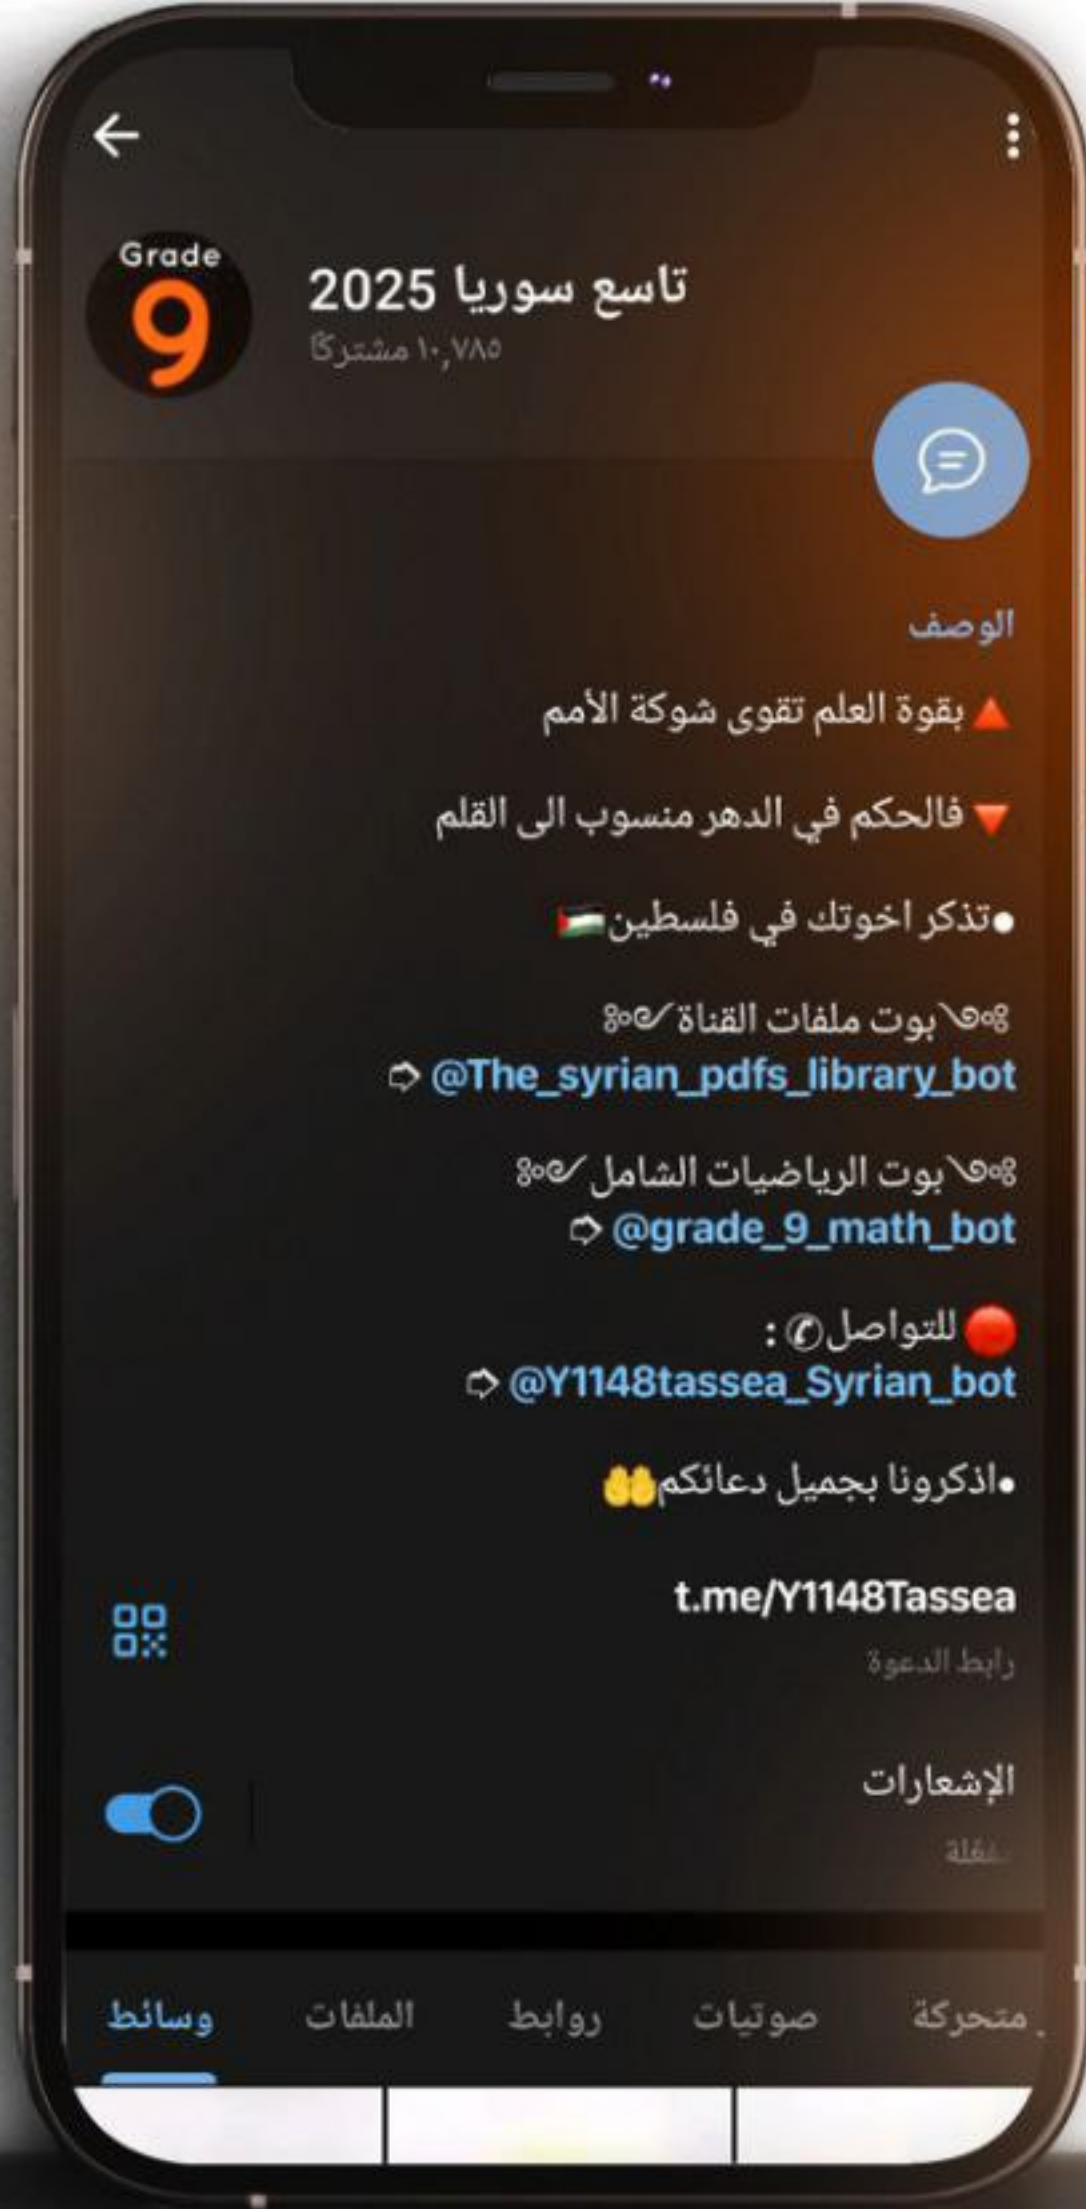 Grade
9
تاسع سوريا 2025
١٠,٧٨٥ مشتركًا
الوصف
🔺 بقوة العلم تقوى شوكة الأمم
🔻 فالحكم في الدهر منسوب الى القلم
•تذكر اخوتك في فلسطين🇵🇸
༺بوت ملفات القناة༻
➪ @The_syrian_pdfs_library_bot
༺بوت الرياضيات الشامل༻
➪ @grade_9_math_bot
🔴 للتواصل✆ :
➪ @Y1148tassea_Syrian_bot
•اذكرونا بجميل دعائكم🤲
t.me/Y1148Tassea
رابط الدعوة
الإشعارات
متحركة صوتيات روابط الملفات وسائط